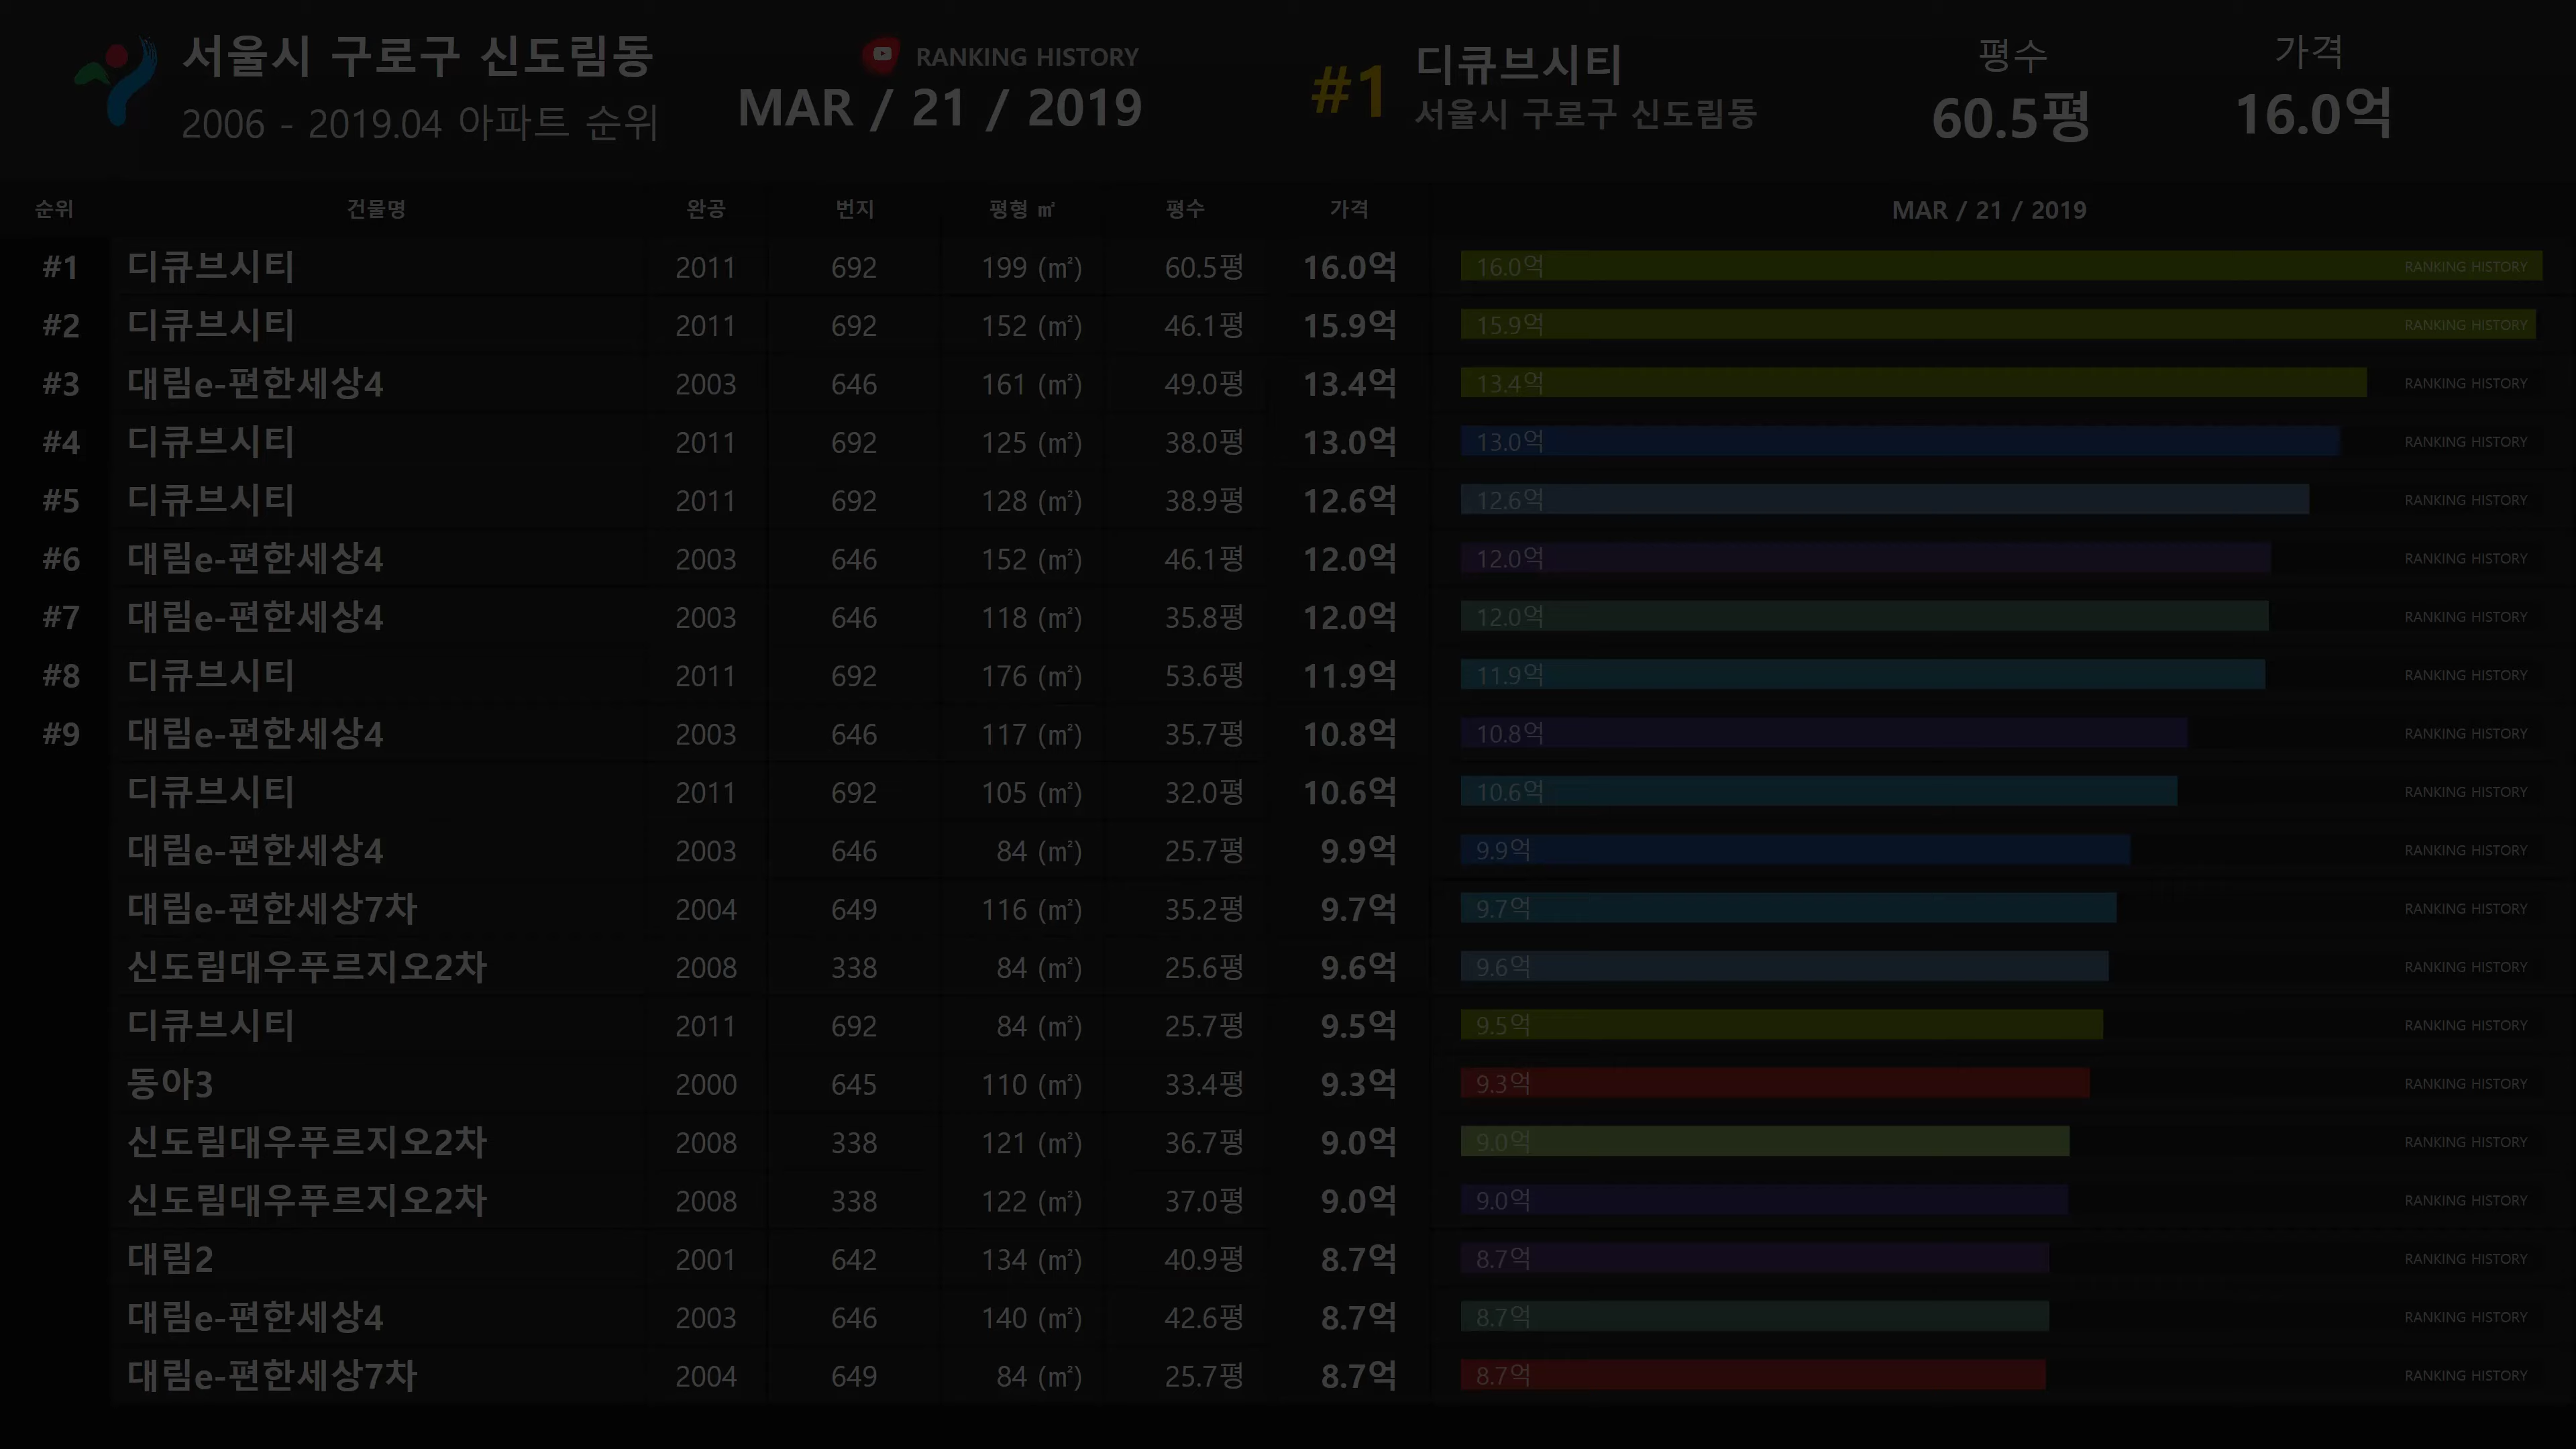 서울시 구로구 신도림동
2006 - 2019.04 아파트 순위
RANKING HISTORY
MAR / 21 / 2019
#1
디큐브시티
서울시 구로구 신도림동
평수
60.5평
가격
16.0억
순위 건물명 완공 번지 평형 ㎡ 평수 가격 MAR / 21 / 2019
#1 디큐브시티 2011 692 199 (㎡) 60.5평 16.0억 16.0억 RANKING HISTORY
#2 디큐브시티 2011 692 152 (㎡) 46.1평 15.9억 15.9억 RANKING HISTORY
#3 대림e-편한세상4 2003 646 161 (㎡) 49.0평 13.4억 13.4억 RANKING HISTORY
#4 디큐브시티 2011 692 125 (㎡) 38.0평 13.0억 13.0억 RANKING HISTORY
#5 디큐브시티 2011 692 128 (㎡) 38.9평 12.6억 12.6억 RANKING HISTORY
#6 대림e-편한세상4 2003 646 152 (㎡) 46.1평 12.0억 12.0억 RANKING HISTORY
#7 대림e-편한세상4 2003 646 118 (㎡) 35.8평 12.0억 12.0억 RANKING HISTORY
#8 디큐브시티 2011 692 176 (㎡) 53.6평 11.9억 11.9억 RANKING HISTORY
#9 대림e-편한세상4 2003 646 117 (㎡) 35.7평 10.8억 10.8억 RANKING HISTORY
디큐브시티 2011 692 105 (㎡) 32.0평 10.6억 10.6억 RANKING HISTORY
대림e-편한세상4 2003 646 84 (㎡) 25.7평 9.9억 9.9억 RANKING HISTORY
대림e-편한세상7차 2004 649 116 (㎡) 35.2평 9.7억 9.7억 RANKING HISTORY
신도림대우푸르지오2차 2008 338 84 (㎡) 25.6평 9.6억 9.6억 RANKING HISTORY
디큐브시티 2011 692 84 (㎡) 25.7평 9.5억 9.5억 RANKING HISTORY
동아3 2000 645 110 (㎡) 33.4평 9.3억 9.3억 RANKING HISTORY
신도림대우푸르지오2차 2008 338 121 (㎡) 36.7평 9.0억 9.0억 RANKING HISTORY
신도림대우푸르지오2차 2008 338 122 (㎡) 37.0평 9.0억 9.0억 RANKING HISTORY
대림2 2001 642 134 (㎡) 40.9평 8.7억 8.7억 RANKING HISTORY
대림e-편한세상4 2003 646 140 (㎡) 42.6평 8.7억 8.7억 RANKING HISTORY
대림e-편한세상7차 2004 649 84 (㎡) 25.7평 8.7억 8.7억 RANKING HISTORY